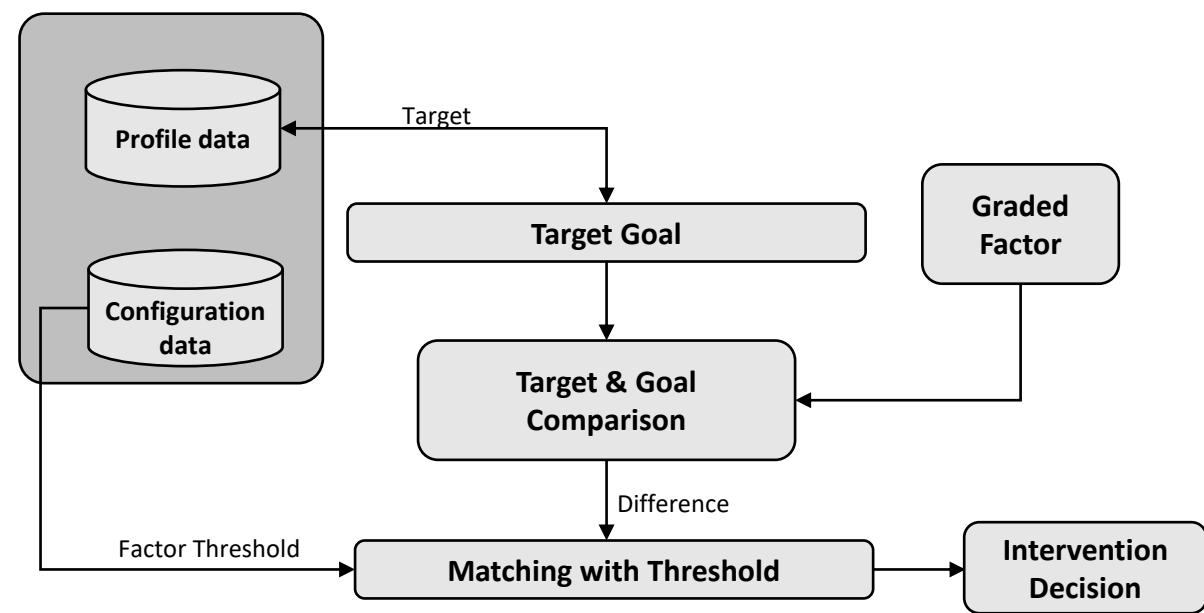 Target
Profile data
Graded
Factor
Target Goal
Configuration
data
Target & Goal
Comparison
Difference
Factor Threshold
Matching with Threshold
Intervention
Decision